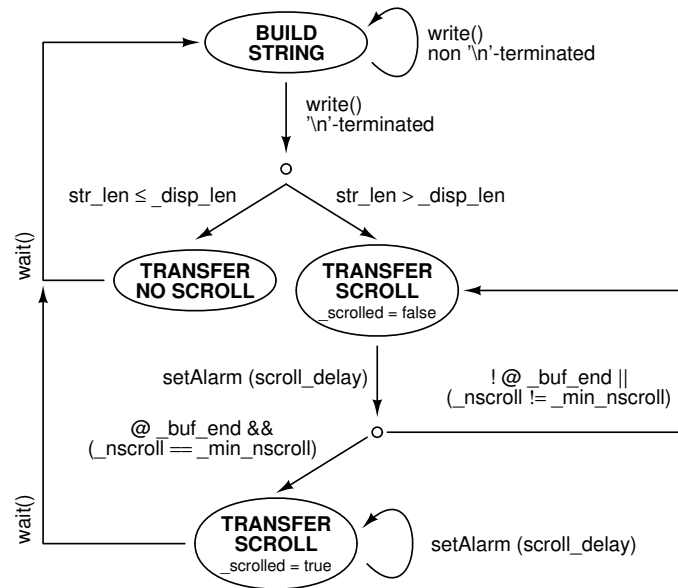 BUILD
STRING
write()
non '\n'-terminated
write()
'\n'-terminated
str_len ≤ _disp_len
str_len > _disp_len
wait()
TRANSFER
NO SCROLL
TRANSFER
SCROLL
_scrolled = false
setAlarm (scroll_delay)
! @ _buf_end ||
(_nscroll != _min_nscroll)
@ _buf_end &&
(_nscroll == _min_nscroll)
wait()
TRANSFER
SCROLL
_scrolled = true
setAlarm (scroll_delay)